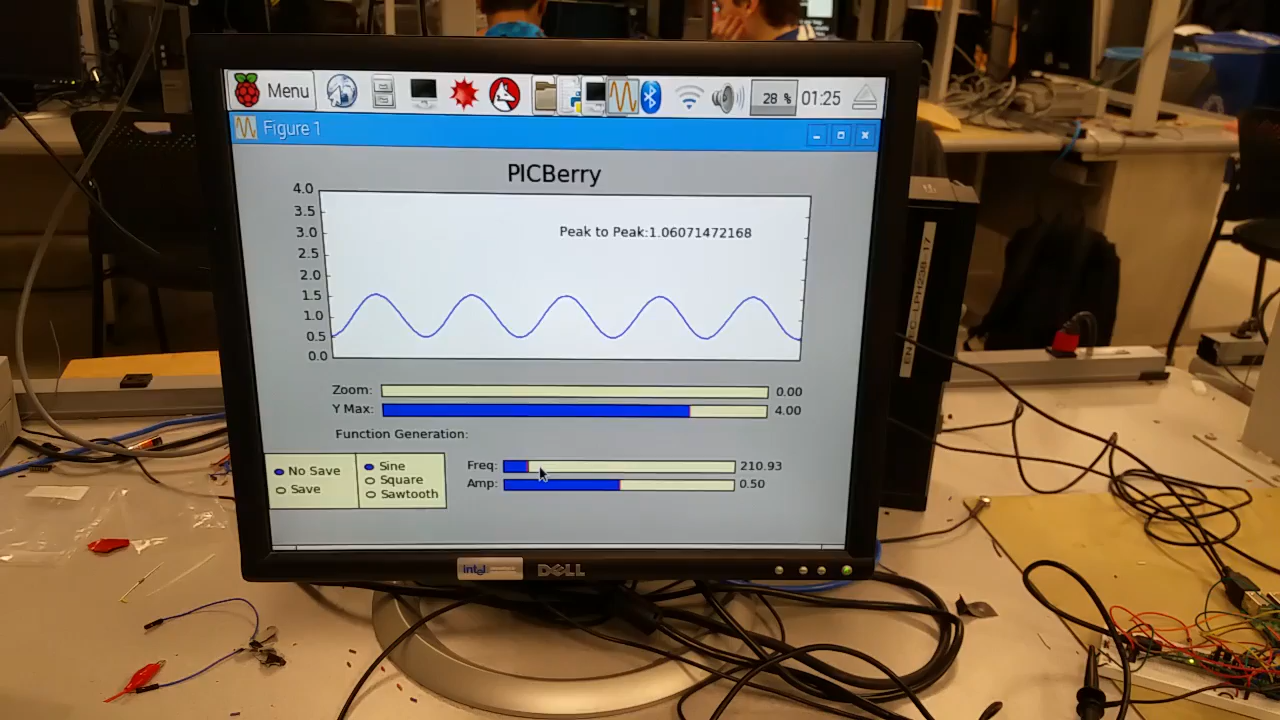 Menu
28 %
01:25
Figure 1
PICBerry
4.0
3.5
3.0
2.5
2.0
1.5
1.0
0.5
0.0
Peak to Peak:1.06071472168
Zoom:
0.00
Y Max:
4.00
Function Generation:
No Save
Save
Sine
Square
Sawtooth
Freq:
210.93
Amp:
0.50
intel
DELL